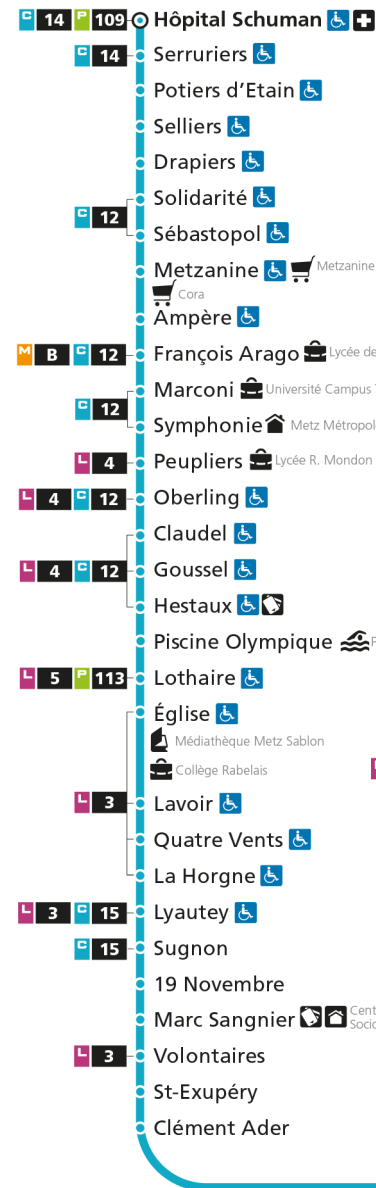 C 14 P 109 Hôpital Schuman
C 14 Serruriers
Potiers d'Etain
Selliers
Drapiers
Solidarité
C 12
Sébastopol
Metzanine Metzanine
Cora
Ampère
M B C 12 François Arago Lycée de
Marconi Université Campus
C 12
Symphonie Metz Métropol
L 4 Peupliers Lycée R. Mondon
L 4 C 12 Oberling
Claudel
L 4 C 12 Goussel
Hestaux
Piscine Olympique
L 5 P 113 Lothaire
Église
Médiathèque Metz Sablon
Collège Rabelais
L 3 Lavoir
Quatre Vents
La Horgne
L 3 C 15 Lyautey
C 15 Sugnon
19 Novembre
Marc Sangnier Cent
Socio
L 3 Volontaires
St-Exupéry
Clément Ader